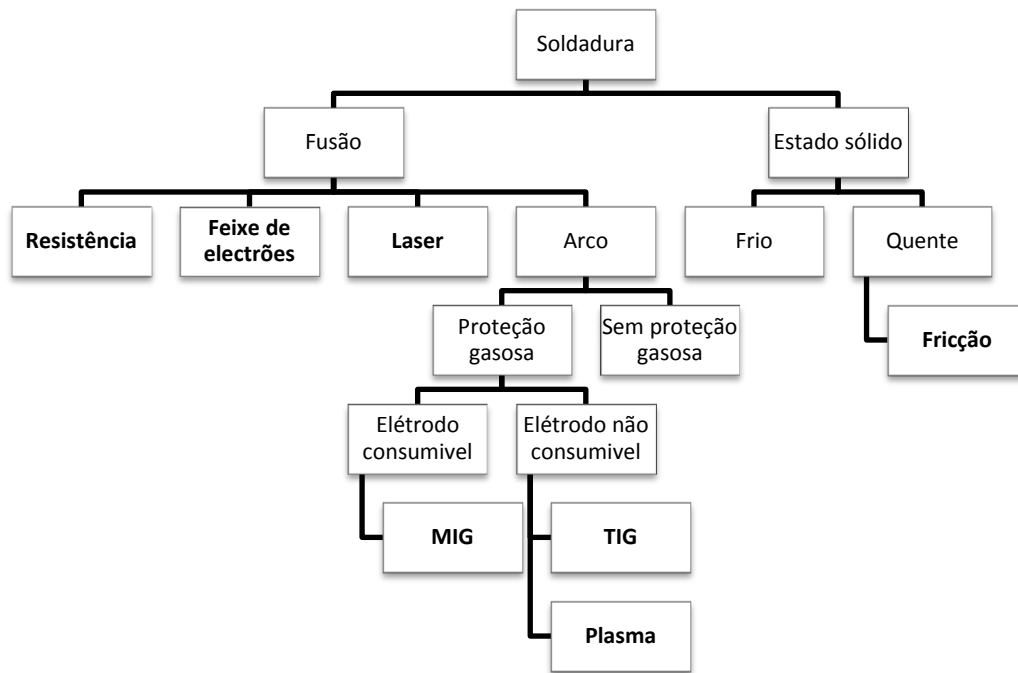 Soldadura
Fusão
Estado sólido
Resistência
Feixe de
electrões
Laser
Arco
Frio
Quente
Proteção
gasosa
Sem proteção
gasosa
Fricção
Elétrodo
consumivel
Elétrodo não
consumivel
MIG
TIG
Plasma